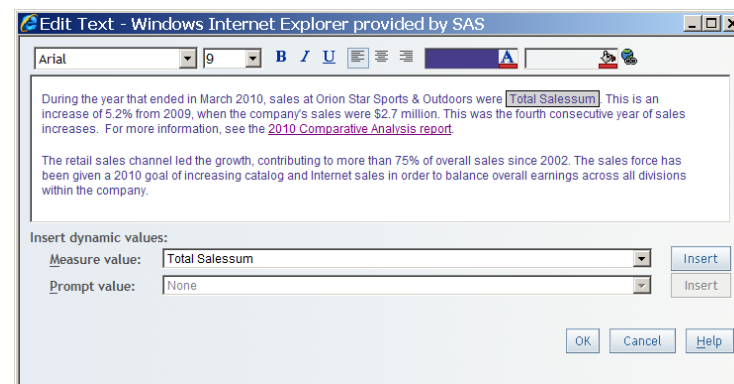 Edit Text - Windows Internet Explorer provided by SAS
Arial 9 B I U A
During the year that ended in March 2010, sales at Orion Star Sports & Outdoors were Total Salessum. This is an
increase of 5.2% from 2009, when the company's sales were $2.7 million. This was the fourth consecutive year of sales
increases. For more information, see the 2010 Comparative Analysis report.
The retail sales channel led the growth, contributing to more than 75% of overall sales since 2002. The sales force has
been given a 2010 goal of increasing catalog and Internet sales in order to balance overall earnings across all divisions
within the company.
Insert dynamic values:
Measure value: Total Salessum Insert
Prompt value: None Insert
OK Cancel Help